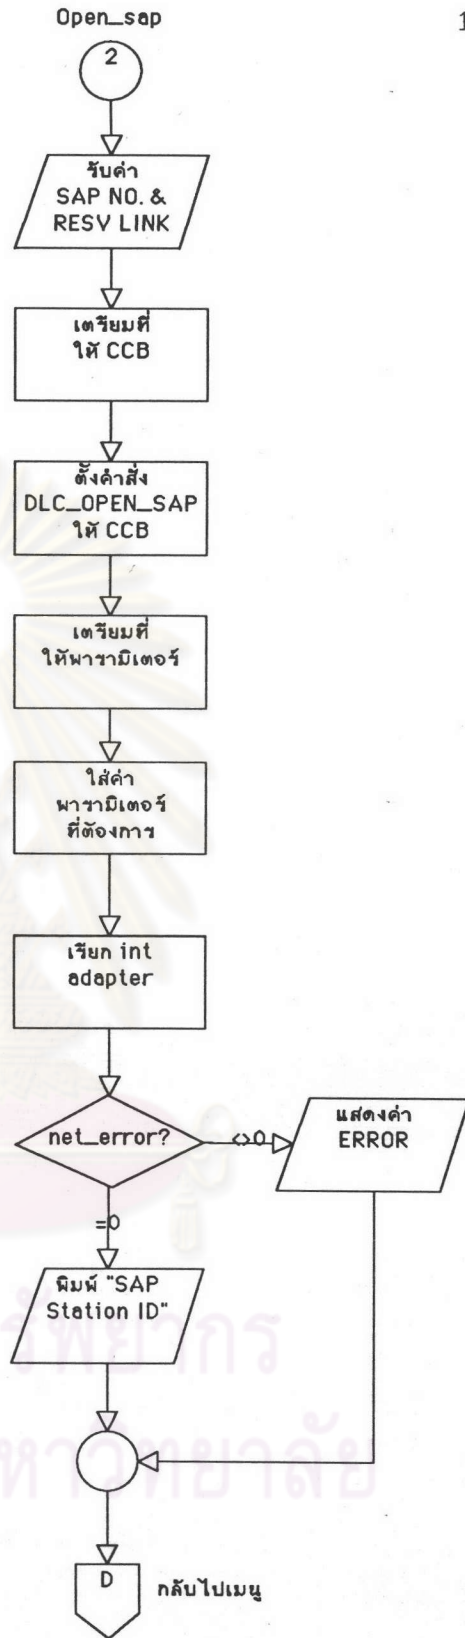 Open_sap
1
2
รับค่า
SAP NO. &
RESV LINK
เตรียมที่
ให้ CCB
ตั้งคำสั่ง
DLC_OPEN_SAP
ให้ CCB
เตรียมที่
ให้พารามิเตอร์
ใส่ค่า
พารามิเตอร์
ที่ต้องการ
เรียก int
adapter
net_error?
<>0
แสดงค่า
ERROR
=0
พิมพ์ "SAP
Station ID"
D
กลับไปเมนู